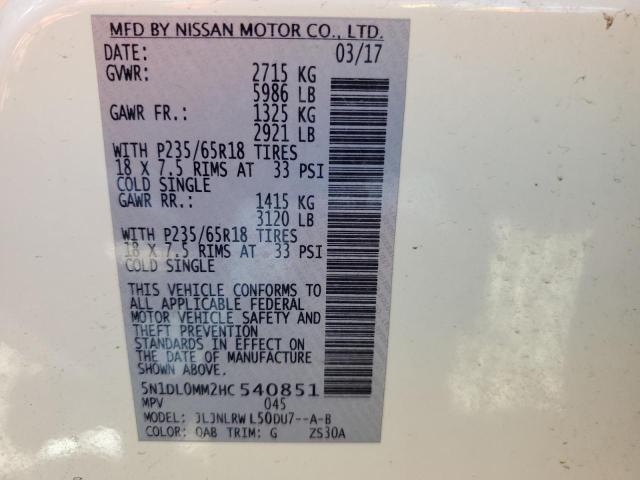 MFD BY NISSAN MOTOR CO., LTD.
DATE: 03/17
GVWR: 2715 KG
5986 LB
GAWR FR.: 1325 KG
2921 LB
WITH P235/65R18 TIRES
18 X 7.5 RIMS AT 33 PSI
COLD SINGLE
GAWR RR.: 1415 KG
3120 LB
WITH P235/65R18 TIRES
18 X 7.5 RIMS AT 33 PSI
COLD SINGLE
THIS VEHICLE CONFORMS TO
ALL APPLICABLE FEDERAL
MOTOR VEHICLE SAFETY AND
THEFT PREVENTION
STANDARDS IN EFFECT ON
THE DATE OF MANUFACTURE
SHOWN ABOVE.
5N1DL0MM2HC 540851
MPV 045
MODEL: JLJNLRW L50DU7--A-B
COLOR: QAB TRIM: G ZS30A